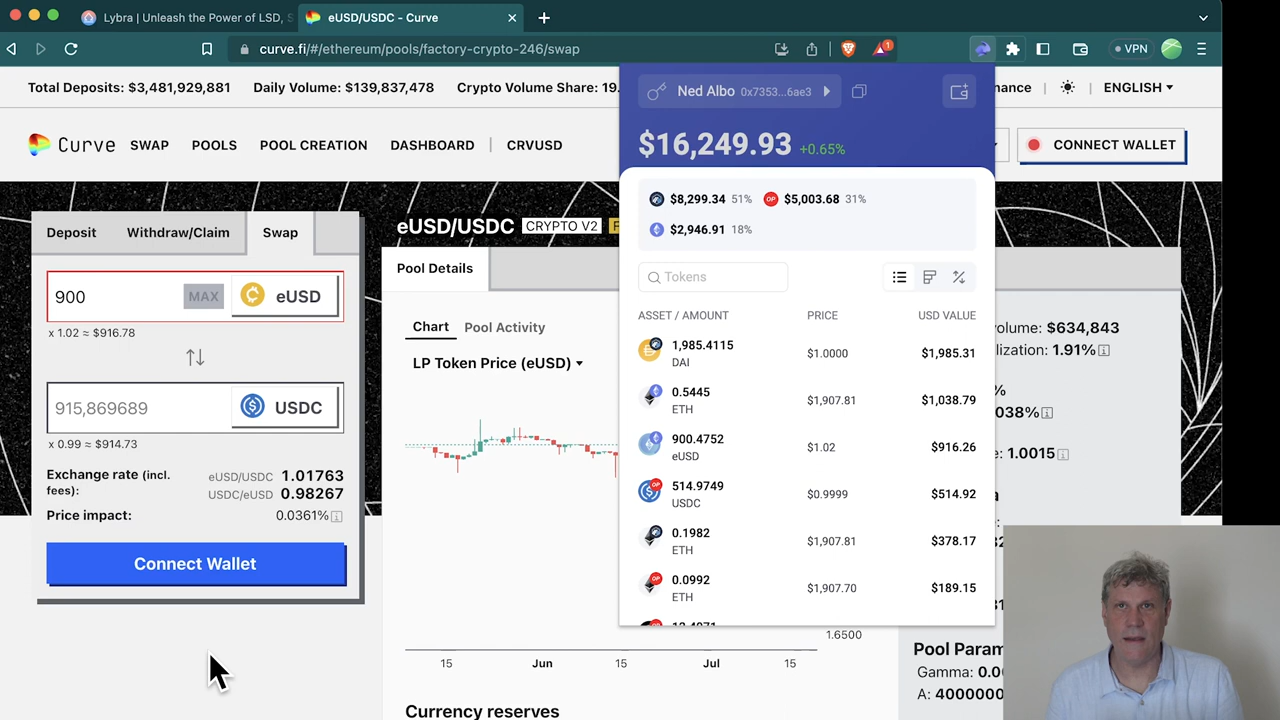 Lybra | Unleash the Power of LSD, S
eUSD/USDC - Curve
curve.fi/#/ethereum/pools/factory-crypto-246/swap
1
VPN
Total Deposits: $3,481,929,881 Daily Volume: $139,837,478 Crypto Volume Share: 19.
nance
ENGLISH
Curve SWAP POOLS POOL CREATION DASHBOARD CRVUSD
CONNECT WALLET
Deposit Withdraw/Claim Swap
900 MAX eUSD
x 1.02 ≈ $916.78
915,869689 USDC
x 0.99 ≈ $914.73
Exchange rate (incl. fees):
eUSD/USDC 1.01763
USDC/eUSD 0.98267
Price impact: 0.0361%
Connect Wallet
eUSD/USDC CRYPTO V2 F
Pool Details
Chart Pool Activity
LP Token Price (eUSD)
1.6500
15 Jun 15 Jul 15
Currency reserves
Ned Albo 0x7353...6ae3
$16,249.93 +0.65%
$8,299.34 51% OP $5,003.68 31%
$2,946.91 18%
Tokens
ASSET / AMOUNT PRICE USD VALUE
1,985.4115
DAI
$1.0000 $1,985.31
0.5445
ETH
$1,907.81 $1,038.79
900.4752
eUSD
$1.02 $916.26
OP
514.9749
USDC
$0.9999 $514.92
0.1982
ETH
$1,907.81 $378.17
OP
0.0992
ETH
$1,907.70 $189.15
olume: $634,843
lization: 1.91%
%
038%
e: 1.0015
a
Pool Param
Gamma: 0.0
A: 4000000